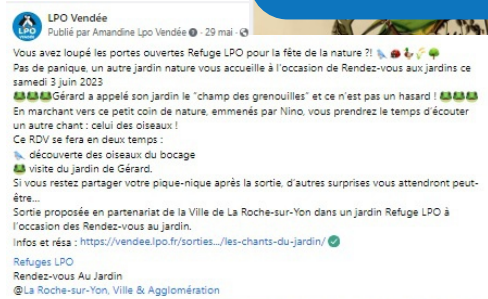 LPO Vendée
Publié par Amandine Lpo Vendée · 29 mai ·
Vous avez loupé les portes ouvertes Refuge LPO pour la fête de la nature ?! 🐦 🐞 🦎 🌾 🌳
Pas de panique, un autre jardin nature vous accueille à l'occasion de Rendez-vous aux jardins ce
samedi 3 juin 2023
🐸🐸🐸Gérard a appelé son jardin le "champ des grenouilles" et ce n'est pas un hasard ! 🐸🐸🐸
En marchant vers ce petit coin de nature, emmenés par Nino, vous prendrez le temps d'écouter
un autre chant : celui des oiseaux !
Ce RDV se fera en deux temps :
🐦 découverte des oiseaux du bocage
🐸 visite du jardin de Gérard.
Si vous restez partager votre pique-nique après la sortie, d'autres surprises vous attendront peut-
être...
Sortie proposée en partenariat de la Ville de La Roche-sur-Yon dans un jardin Refuge LPO à
l'occasion des Rendez-vous au jardin.
Infos et résa : https://vendee.lpo.fr/sorties.../les-chants-du-jardin/
Refuges LPO
Rendez-vous Au Jardin
@La Roche-sur-Yon, Ville & Agglomération